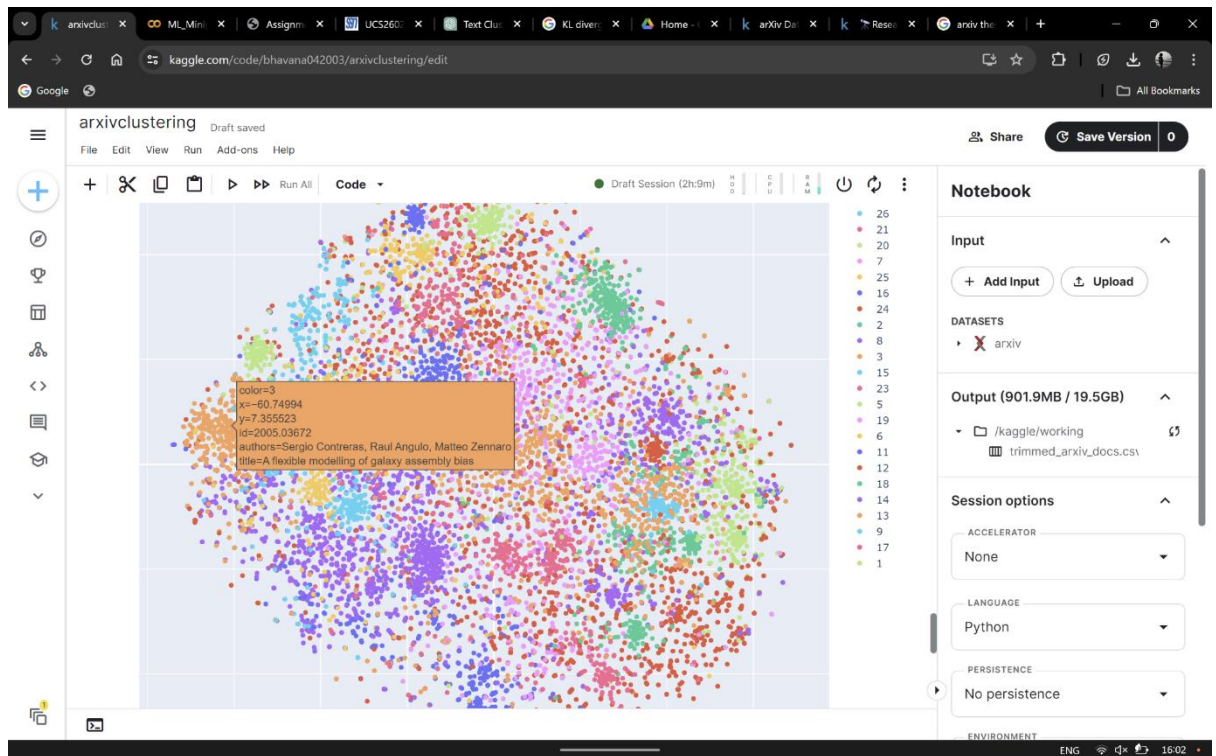 arxivclust
ML_Mini
Assignm
UCS260
Text Clus
KL diverg
Home -
arXiv Da
Resea
arxiv the
kaggle.com/code/bhavana042003/arxivclustering/edit
Google
All Bookmarks
arxivclustering Draft saved
File Edit View Run Add-ons Help
Share
Save Version 0
Run All Code
Draft Session (2h:9m)
HDD
CPU
RAM
26
21
20
7
25
16
24
2
8
3
15
23
5
19
6
11
12
18
14
13
9
17
1
color=3
x=−60.74994
y=7.355523
id=2005.03672
authors=Sergio Contreras, Raul Angulo, Matteo Zennaro
title=A flexible modelling of galaxy assembly bias
Notebook
Input
+ Add Input
Upload
DATASETS
arxiv
Output (901.9MB / 19.5GB)
/kaggle/working
trimmed_arxiv_docs.csv
Session options
ACCELERATOR
None
LANGUAGE
Python
PERSISTENCE
No persistence
ENVIRONMENT
1
ENG 16:02